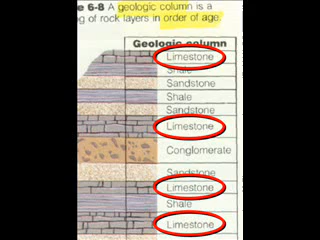 e 6-8 A geologic column is a
ng of rock layers in order of age.
Geologic column
Limestone
Shale
Sandstone
Shale
Sandstone
Limestone
Conglomerate
Sandstone
Limestone
Shale
Limestone